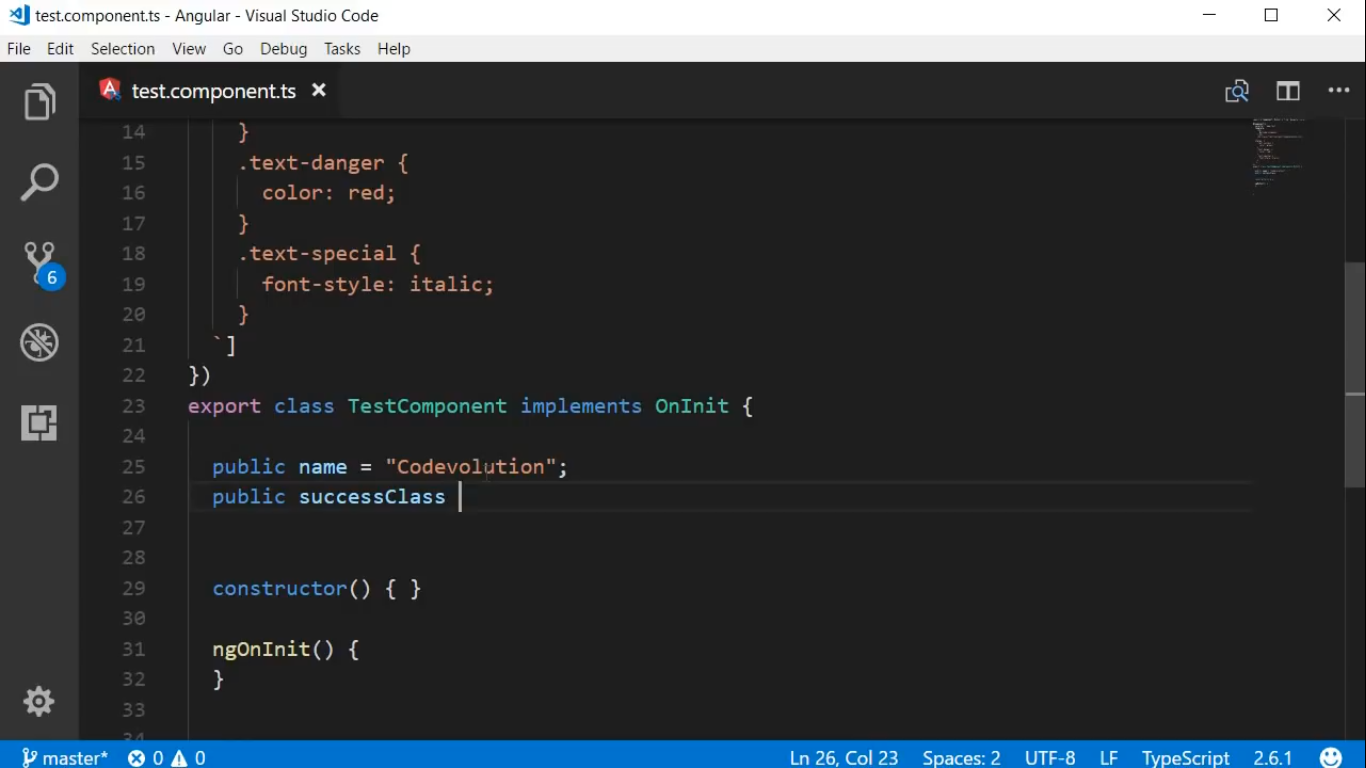 test.component.ts - Angular - Visual Studio Code
File Edit Selection View Go Debug Tasks Help
test.component.ts
14 }
15 .text-danger {
16 color: red;
17 }
18 .text-special {
19 font-style: italic;
20 }
21 `]
22 })
23 export class TestComponent implements OnInit {
24
25 public name = "Codevolution";
26 public successClass
27
28
29 constructor() { }
30
31 ngOnInit() {
32 }
33
34
6
master* 0 0 Ln 26, Col 23 Spaces: 2 UTF-8 LF TypeScript 2.6.1